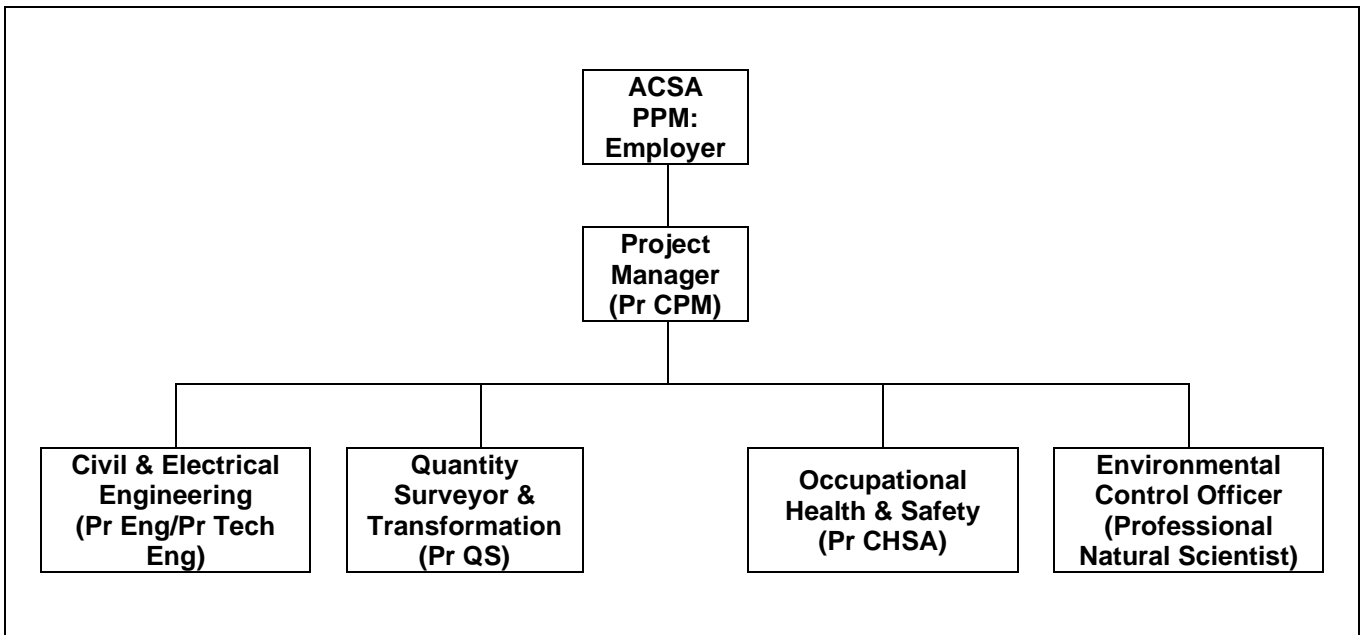 ACSA
PPM:
Employer
Project
Manager
(Pr CPM)
Civil & Electrical
Engineering
(Pr Eng/Pr Tech
Eng)
Quantity
Surveyor &
Transformation
(Pr QS)
Occupational
Health & Safety
(Pr CHSA)
Environmental
Control Officer
(Professional
Natural Scientist)